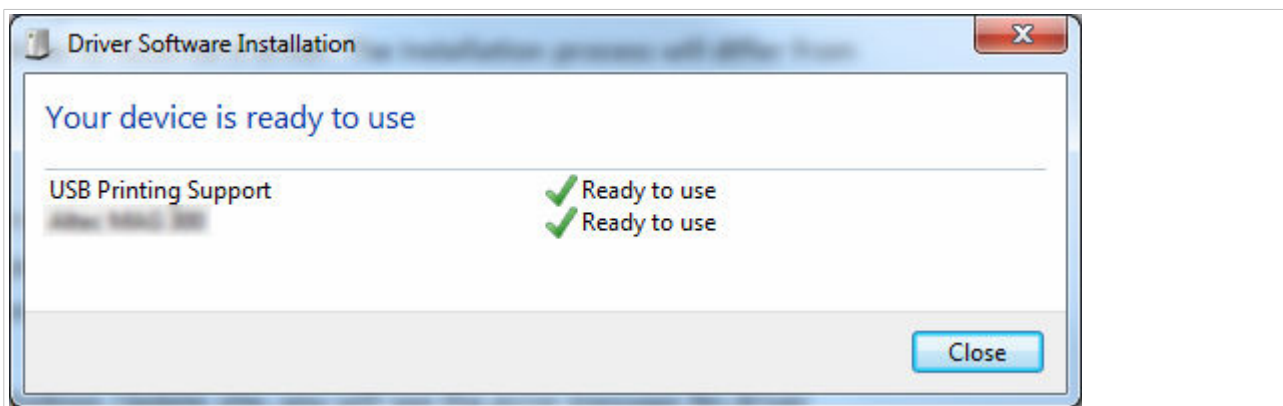 Driver Software Installation
Your device is ready to use
USB Printing Support
Ready to use
Ready to use
Close